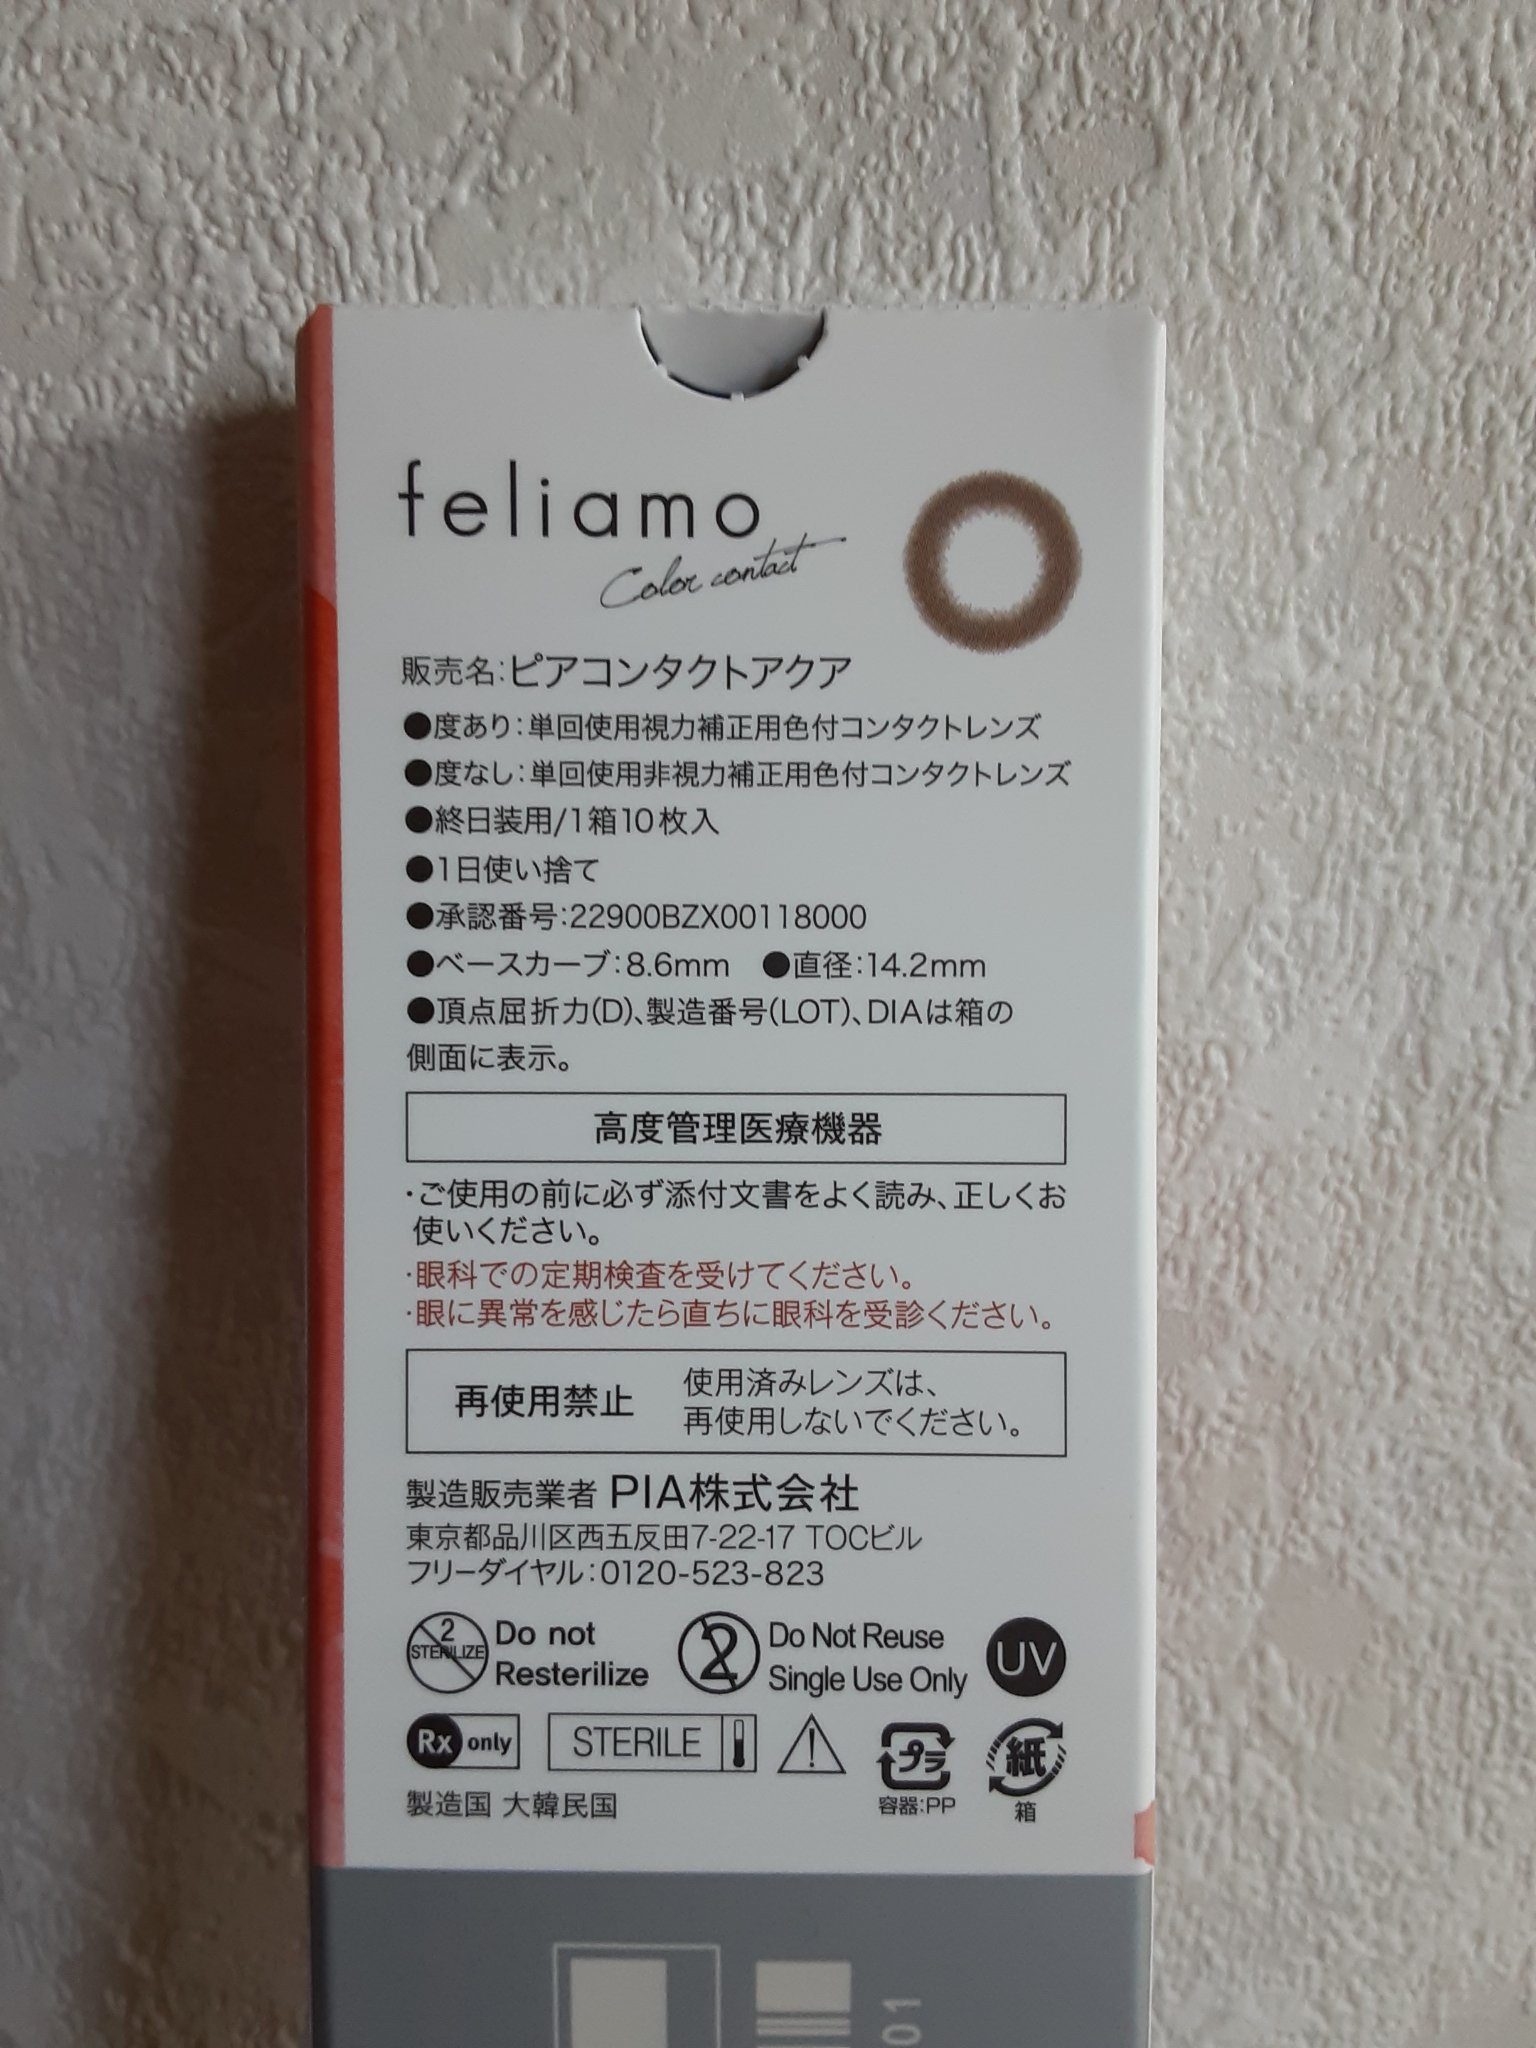 feliamo
Color contact
販売名:ピアコンタクトアクア
●度あり:単回使用視力補正用色付コンタクトレンズ
●度なし:単回使用非視力補正用色付コンタクトレンズ
●終日装用/1箱10枚入
●1日使い捨て
●承認番号:22900BZX00118000
●ベースカーブ:8.6mm ●直径:14.2mm
●頂点屈折力(D)、製造番号(LOT)、DIAは箱の
側面に表示。
高度管理医療機器
・ご使用の前に必ず添付文書をよく読み、正しくお
使いください。
・眼科での定期検査を受けてください。
・眼に異常を感じたら直ちに眼科を受診ください。
再使用禁止 使用済みレンズは、
再使用しないでください。
製造販売業者 PIA株式会社
東京都品川区西五反田7-22-17 TOCビル
フリーダイヤル:0120-523-823
2 STERILIZE Do not
Resterilize
2 Do Not Reuse
Single Use Only
UV
Rx only STERILE
プラ
容器:PP
紙
箱
製造国 大韓民国
01